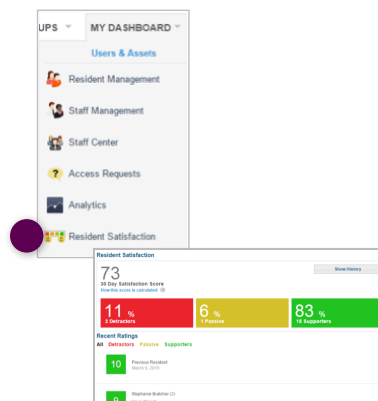 UPS MY DASHBOARD
Users & Assets
Resident Management
Staff Management
Staff Center
Access Requests
Analytics
Resident Satisfaction
Resident Satisfaction
73
30 Day Satisfaction Score
How this score is calculated
Show History
11 % 6 % 83 %
2 Detractors 1 Passive 15 Supporters
Recent Ratings
All Detractors Passive Supporters
10 Previous Resident
March 6, 2015
9 Stephanie Bratcher (2)